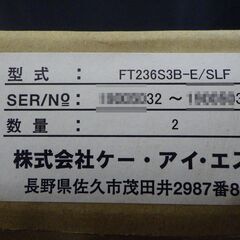 型式: FT236S3B-E/SLF
SER/No: 32 ～
数量: 2
株式会社ケー・アイ・エス
長野県佐久市茂田井2987番8